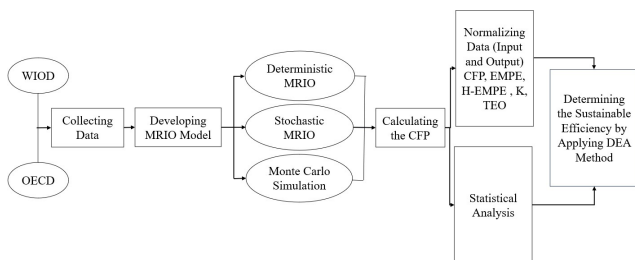 WIOD
OECD
Collecting
Data
Developing
MRIO Model
Deterministic
MRIO
Stochastic
MRIO
Monte Carlo
Simulation
Calculating
the CFP
Normalizing
Data (Input
and Output)
CFP, EMPE,
H-EMPE , K,
TEO
Statistical
Analysis
Determining
the Sustainable
Efficiency by
Applying DEA
Method